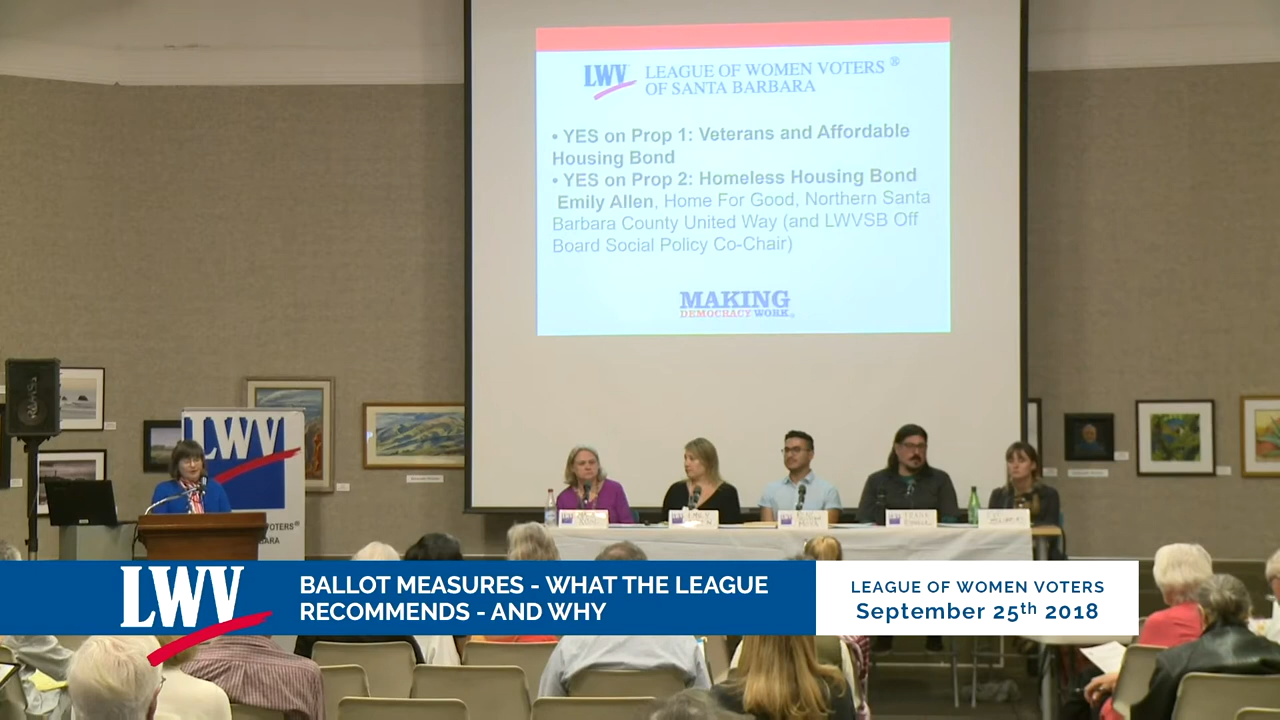 LWV LEAGUE OF WOMEN VOTERS ®
OF SANTA BARBARA
• YES on Prop 1: Veterans and Affordable
Housing Bond
• YES on Prop 2: Homeless Housing Bond
Emily Allen, Home For Good, Northern Santa
Barbara County United Way (and LWVSB Off
Board Social Policy Co-Chair)
MAKING
DEMOCRACY WORK®
LWV
OTERS®
ARA
LWV
BALLOT MEASURES - WHAT THE LEAGUE
RECOMMENDS - AND WHY
LEAGUE OF WOMEN VOTERS
September 25th 2018